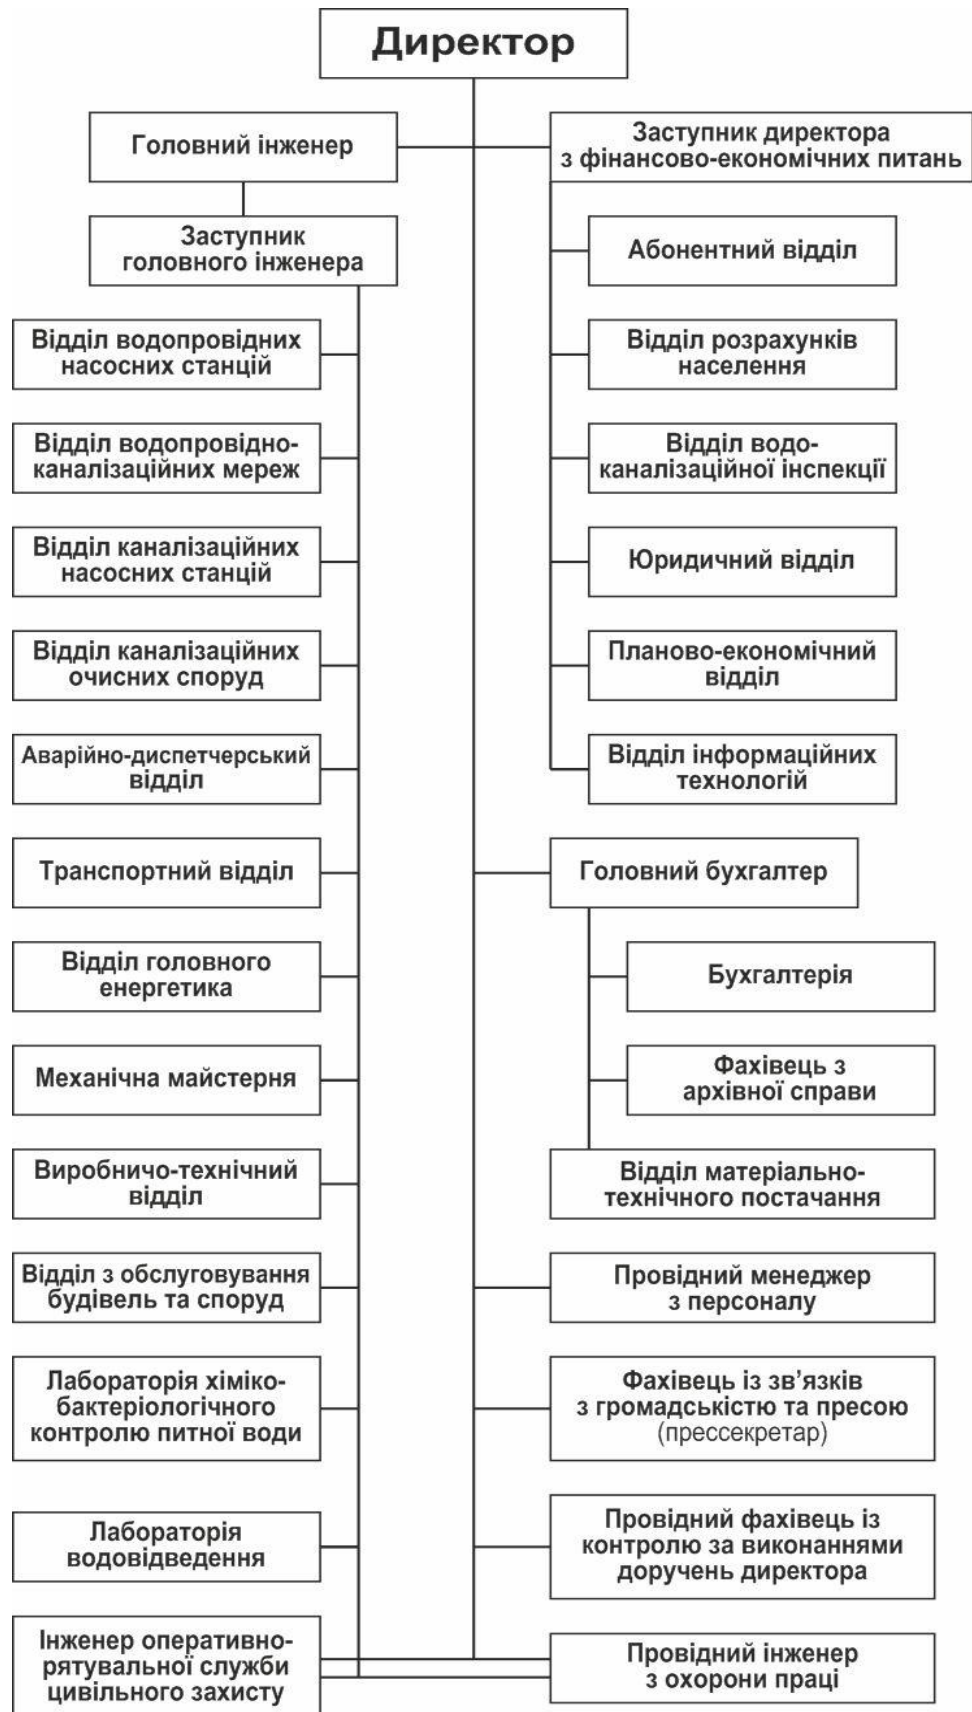 Директор
Головний інженер
Заступник
головного інженера
Відділ водопровідних
насосних станцій
Відділ водопровідно-
каналізаційних мереж
Відділ каналізаційних
насосних станцій
Відділ каналізаційних
очисних споруд
Аварійно-диспетчерський
відділ
Транспортний відділ
Відділ головного
енергетика
Механічна майстерня
Виробничо-технічний
відділ
Відділ з обслуговування
будівель та споруд
Лабораторія хіміко-
бактеріологічного
контролю питної води
Лабораторія
водовідведення
Інженер оперативно-
рятувальної служби
цивільного захисту
Заступник директора
з фінансово-економічних питань
Абонентний відділ
Відділ розрахунків
населення
Відділ водо-
каналізаційної інспекції
Юридичний відділ
Планово-економічний
відділ
Відділ інформаційних
технологій
Головний бухгалтер
Бухгалтерія
Фахівець з
архівної справи
Відділ матеріально-
технічного постачання
Провідний менеджер
з персоналу
Фахівець із зв’язків
з громадськістю та пресою
(прессекретар)
Провідний фахівець із
контролю за виконаннями
доручень директора
Провідний інженер
з охорони праці